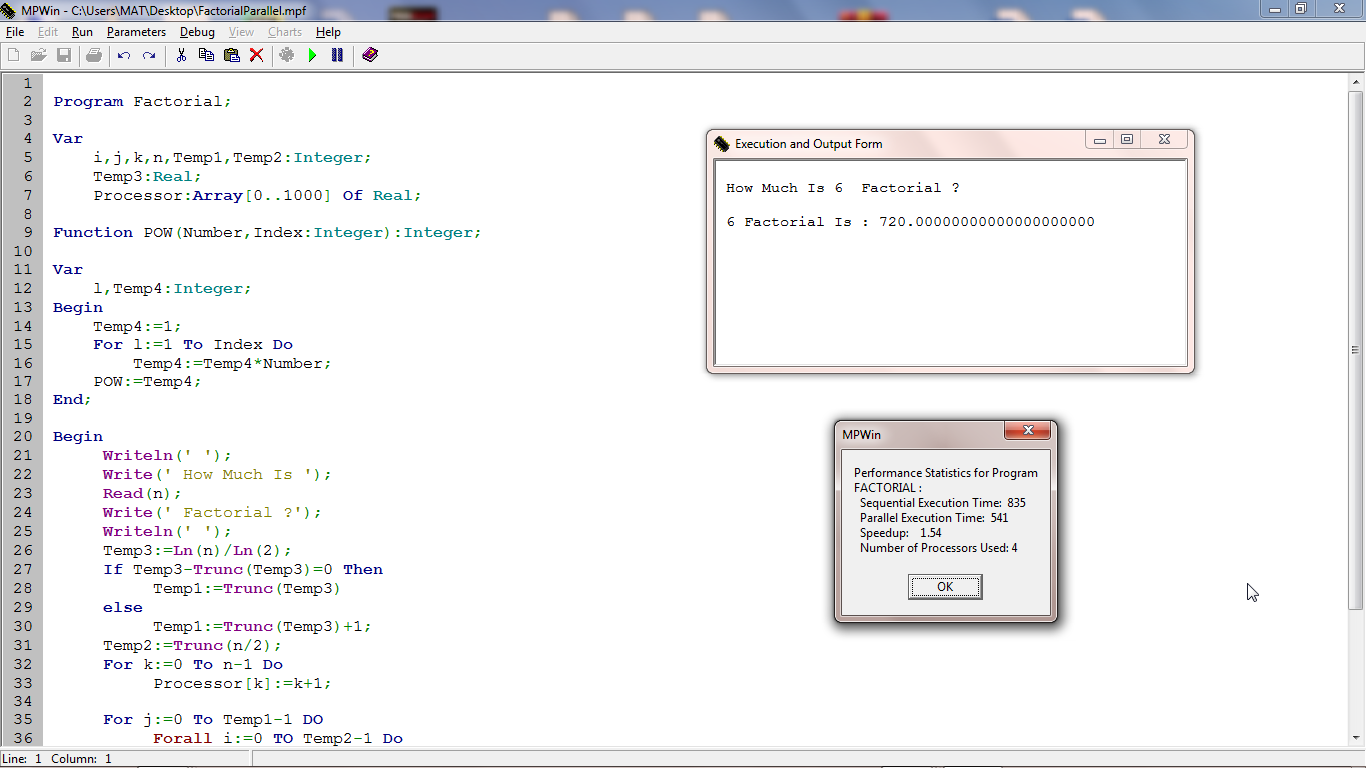 MPWin - C:\Users\MAT\Desktop\FactorialParallel.mpf
File Edit Run Parameters Debug View Charts Help
1
2 Program Factorial;
3
4 Var
5 i,j,k,n,Temp1,Temp2:Integer;
6 Temp3:Real;
7 Processor:Array[0..1000] Of Real;
8
9 Function POW(Number,Index:Integer):Integer;
10
11 Var
12 l,Temp4:Integer;
13 Begin
14 Temp4:=1;
15 For l:=1 To Index Do
16 Temp4:=Temp4*Number;
17 POW:=Temp4;
18 End;
19
20 Begin
21 Writeln(' ');
22 Write(' How Much Is ');
23 Read(n);
24 Write(' Factorial ?');
25 Writeln(' ');
26 Temp3:=Ln(n)/Ln(2);
27 If Temp3-Trunc(Temp3)=0 Then
28 Temp1:=Trunc(Temp3)
29 else
30 Temp1:=Trunc(Temp3)+1;
31 Temp2:=Trunc(n/2);
32 For k:=0 To n-1 Do
33 Processor[k]:=k+1;
34
35 For j:=0 To Temp1-1 DO
36 Forall i:=0 TO Temp2-1 Do
Execution and Output Form
How Much Is 6 Factorial ?
6 Factorial Is : 720.00000000000000000000
MPWin
Performance Statistics for Program
FACTORIAL :
Sequential Execution Time: 835
Parallel Execution Time: 541
Speedup: 1.54
Number of Processors Used: 4
OK
Line: 1 Column: 1